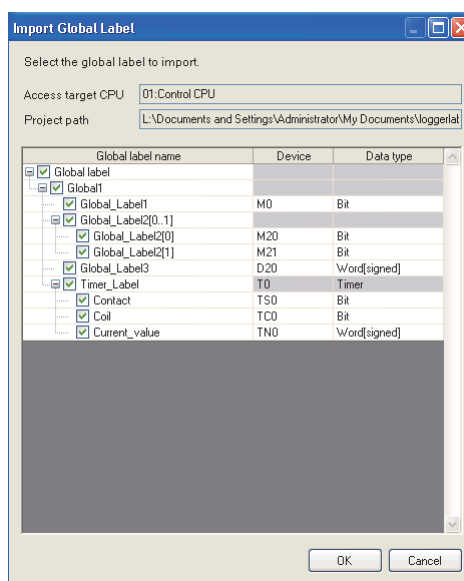 Import Global Label
Select the global label to import.
Access target CPU 01:Control CPU
Project path L:\Documents and Settings\Administrator\My Documents\loggerlab
Global label name Device Data type
Global label
Global1
Global_Label1 M0 Bit
Global_Label2[0..1]
Global_Label2[0] M20 Bit
Global_Label2[1] M21 Bit
Global_Label3 D20 Word[signed]
Timer_Label T0 Timer
Contact TS0 Bit
Coil TC0 Bit
Current_value TN0 Word[signed]
OK Cancel